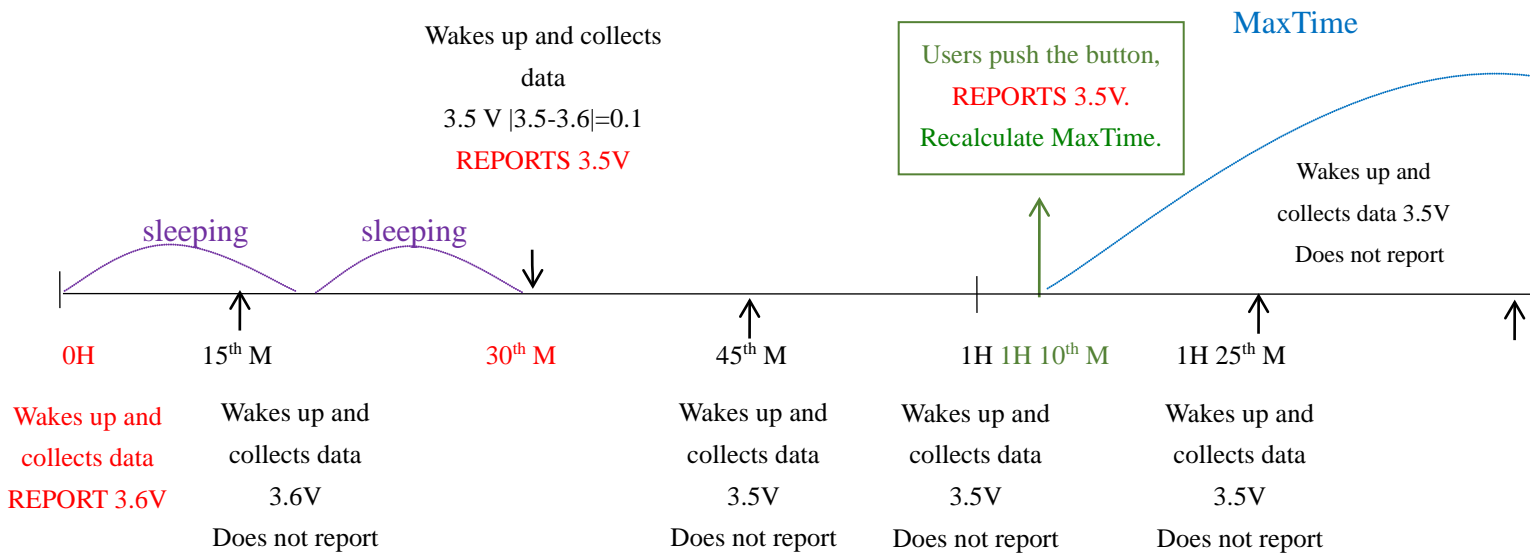 MaxTime
Wakes up and collects
data
3.5 V |3.5-3.6|=0.1
REPORTS 3.5V
Users push the button,
REPORTS 3.5V.
Recalculate MaxTime.
Wakes up and
collects data 3.5V
Does not report
sleeping
sleeping
0H
15th M
30th M
45th M
1H
1H 10th M
1H 25th M
Wakes up and
collects data
REPORT 3.6V
Wakes up and
collects data
3.6V
Does not report
Wakes up and
collects data
3.5V
Does not report
Wakes up and
collects data
3.5V
Does not report
Wakes up and
collects data
3.5V
Does not report